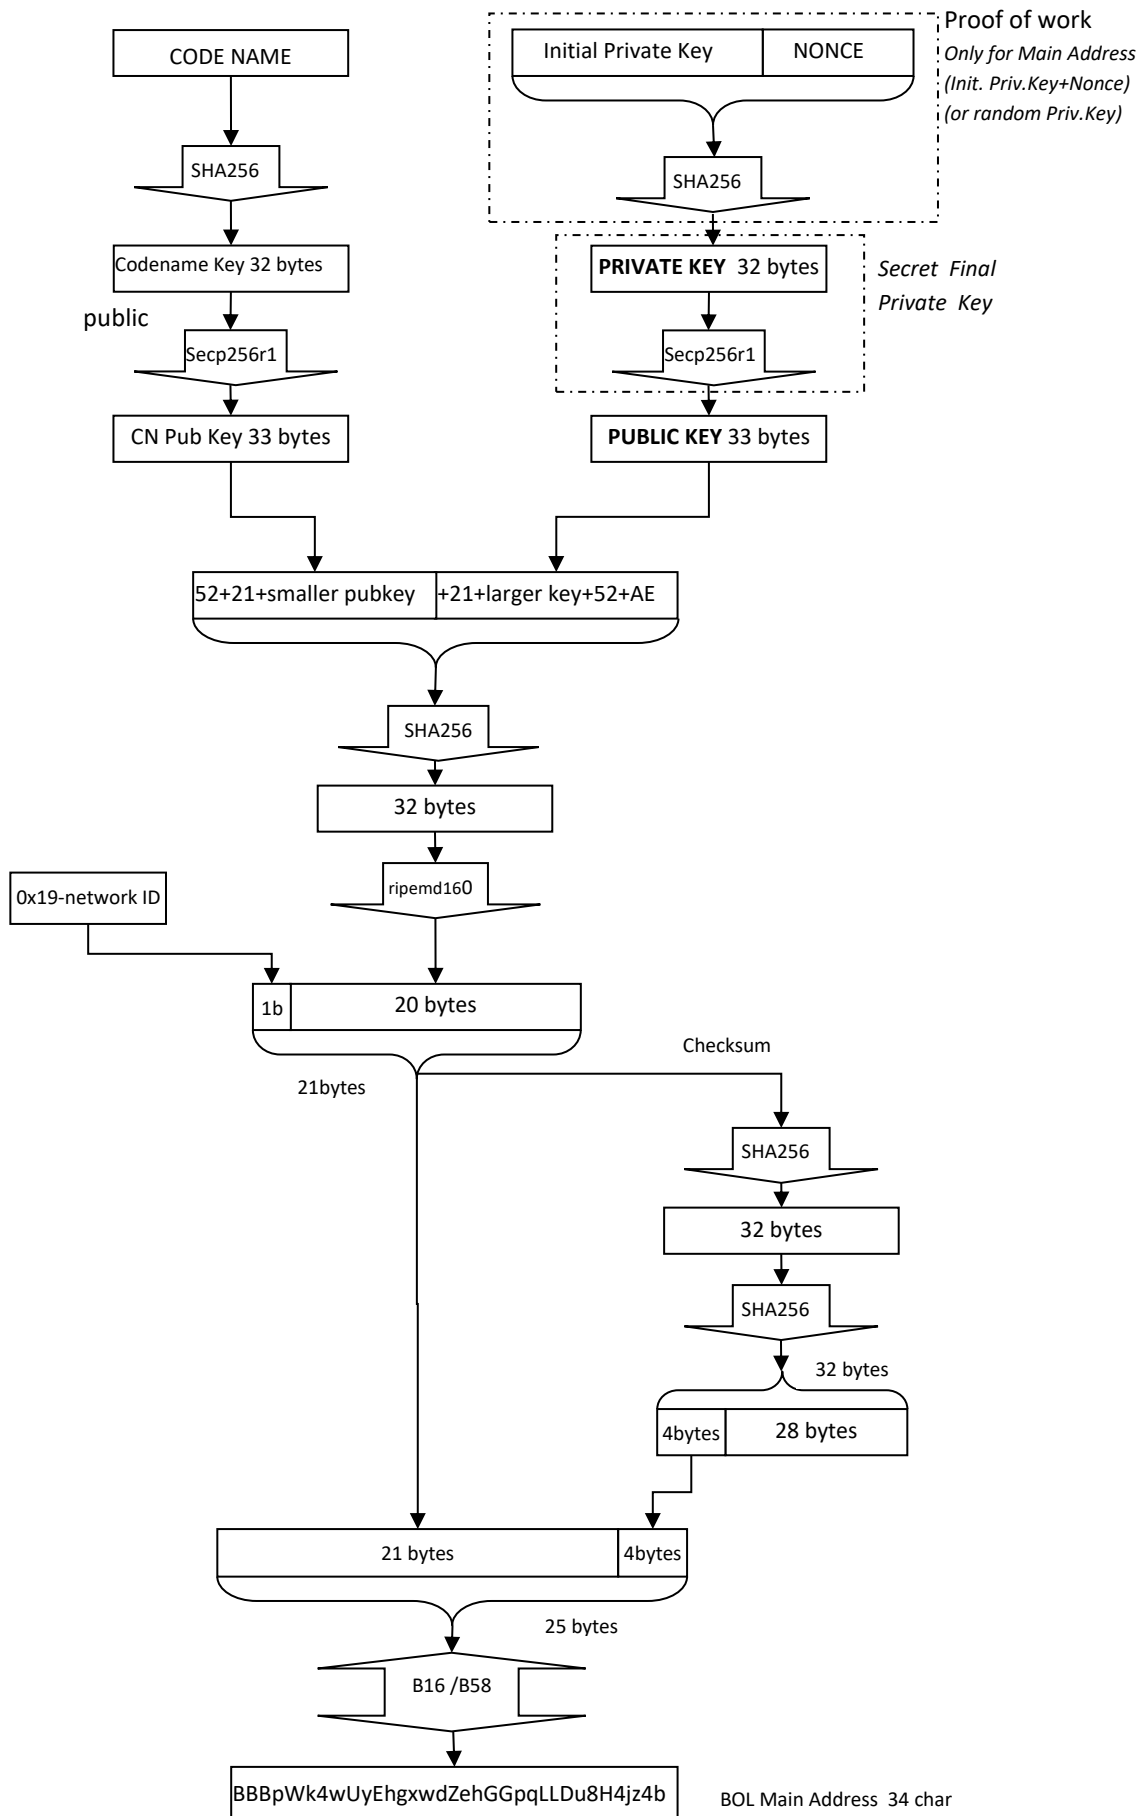 Proof of work
Only for Main Address
(Init. Priv.Key+Nonce)
(or random Priv.Key)
CODE NAME
Initial Private Key NONCE
SHA256
SHA256
Codename Key 32 bytes
PRIVATE KEY 32 bytes
Secret Final
Private Key
public
Secp256r1
Secp256r1
CN Pub Key 33 bytes
PUBLIC KEY 33 bytes
52+21+smaller pubkey +21+larger key+52+AE
SHA256
32 bytes
ripemd160
0x19-network ID
1b 20 bytes
Checksum
21bytes
SHA256
32 bytes
SHA256
32 bytes
4bytes 28 bytes
21 bytes 4bytes
25 bytes
B16 /B58
BBBpWk4wUyEhgxwdZehGGpqLLDu8H4jz4b
BOL Main Address 34 char